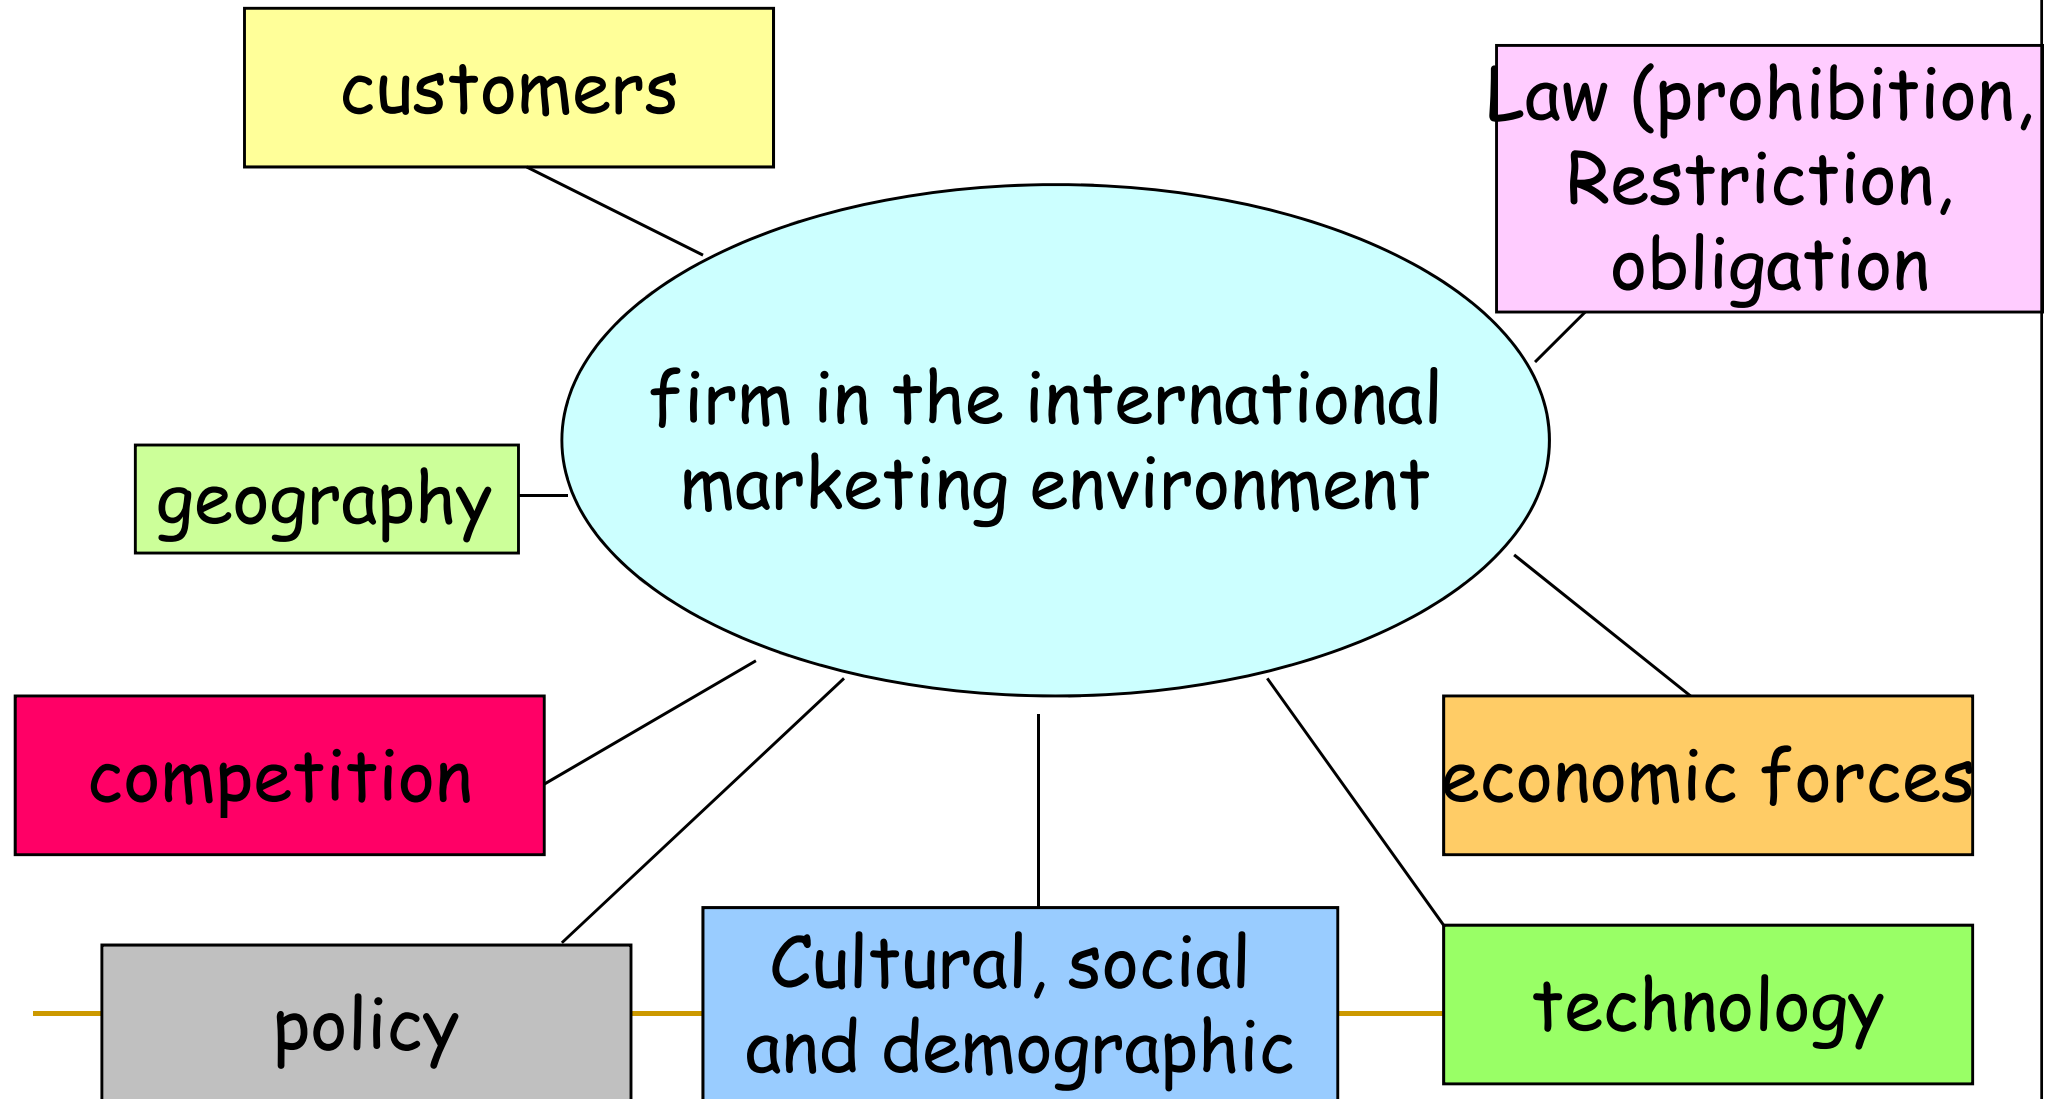 customers
Law (prohibition,
Restriction,
obligation
firm in the international
marketing environment
geography
competition
economic forces
policy
Cultural, social
and demographic
technology